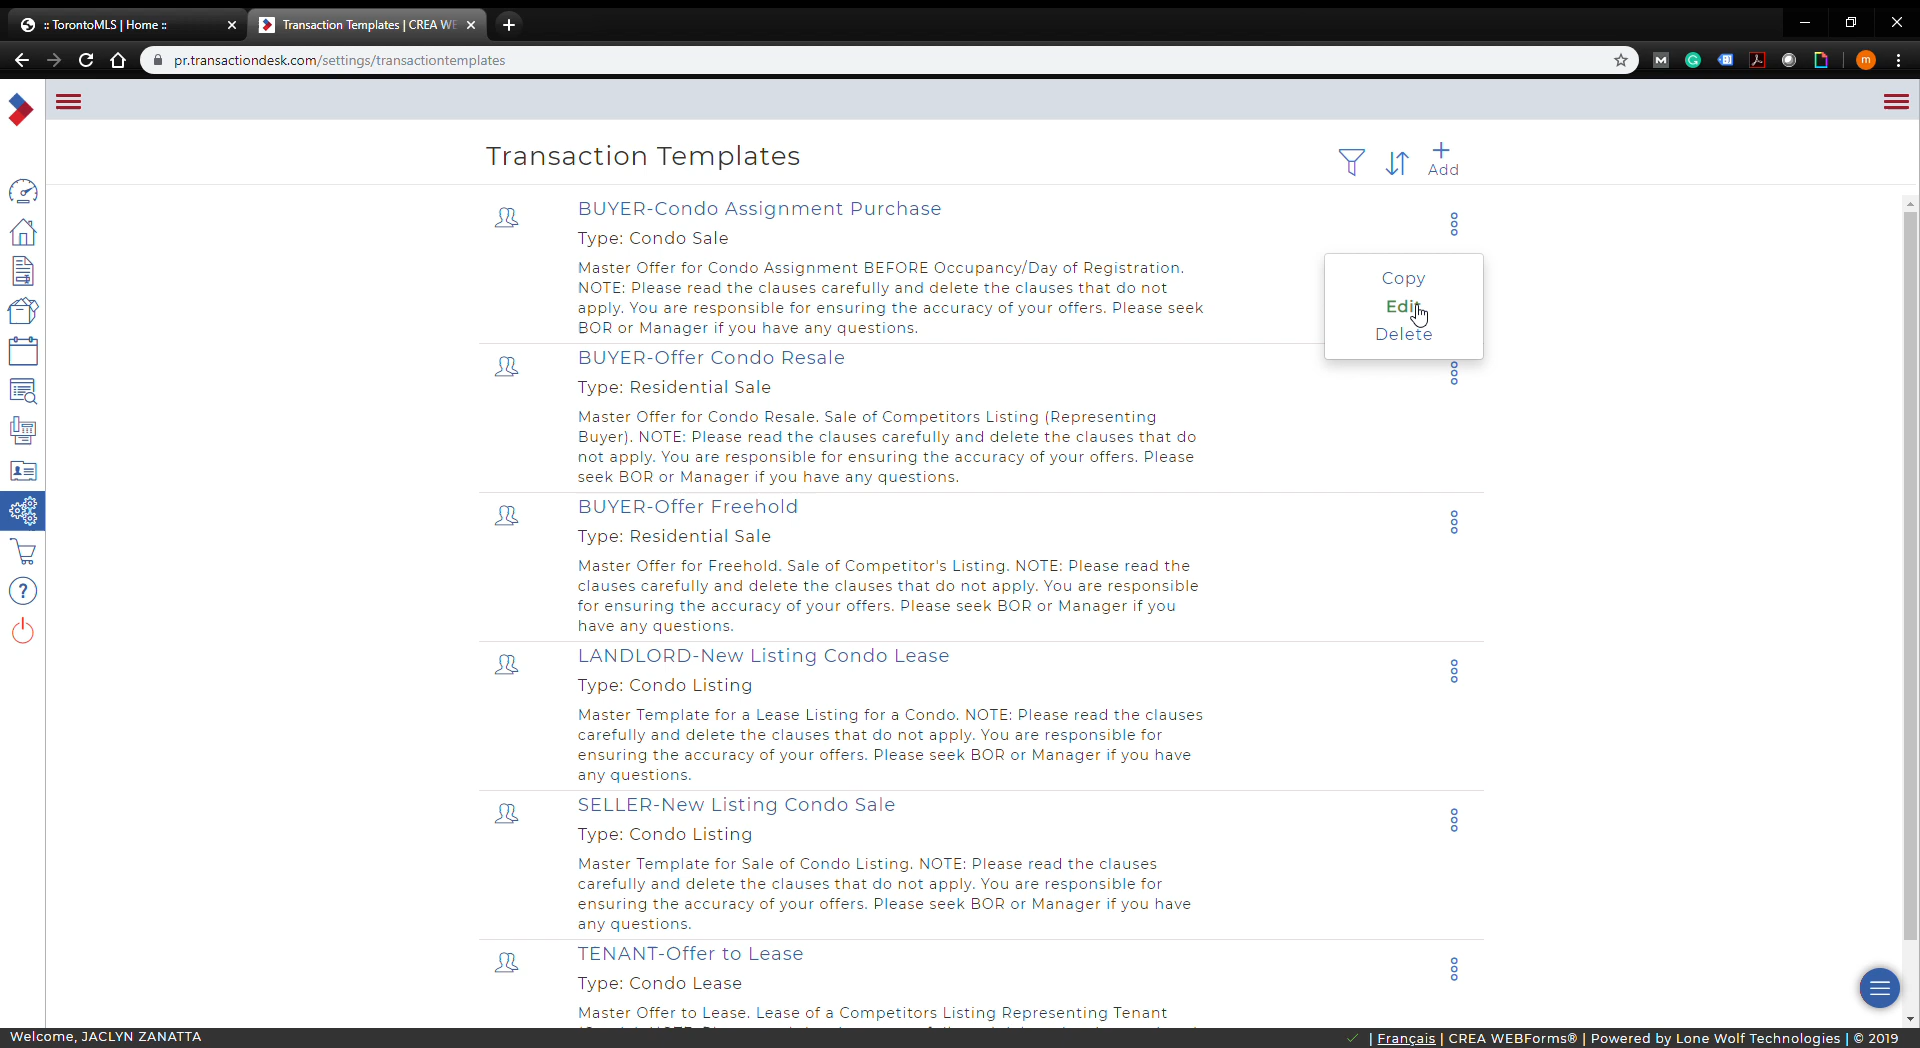 :: TorontoMLS | Home ::
Transaction Templates | CREA WE
pr.transactiondesk.com/settings/transactiontemplates
m
Transaction Templates
Add
BUYER-Condo Assignment Purchase
Type: Condo Sale
Master Offer for Condo Assignment BEFORE Occupancy/Day of Registration.
NOTE: Please read the clauses carefully and delete the clauses that do not
apply. You are responsible for ensuring the accuracy of your offers. Please seek
BOR or Manager if you have any questions.
Copy
Edit
Delete
BUYER-Offer Condo Resale
Type: Residential Sale
Master Offer for Condo Resale. Sale of Competitors Listing (Representing
Buyer). NOTE: Please read the clauses carefully and delete the clauses that do
not apply. You are responsible for ensuring the accuracy of your offers. Please
seek BOR or Manager if you have any questions.
BUYER-Offer Freehold
Type: Residential Sale
Master Offer for Freehold. Sale of Competitor's Listing. NOTE: Please read the
clauses carefully and delete the clauses that do not apply. You are responsible
for ensuring the accuracy of your offers. Please seek BOR or Manager if you
have any questions.
LANDLORD-New Listing Condo Lease
Type: Condo Listing
Master Template for a Lease Listing for a Condo. NOTE: Please read the clauses
carefully and delete the clauses that do not apply. You are responsible for
ensuring the accuracy of your offers. Please seek BOR or Manager if you have
any questions.
SELLER-New Listing Condo Sale
Type: Condo Listing
Master Template for Sale of Condo Listing. NOTE: Please read the clauses
carefully and delete the clauses that do not apply. You are responsible for
ensuring the accuracy of your offers. Please seek BOR or Manager if you have
any questions.
TENANT-Offer to Lease
Type: Condo Lease
Master Offer to Lease. Lease of a Competitors Listing Representing Tenant
Welcome, JACLYN ZANATTA
| Français | CREA WEBForms® | Powered by Lone Wolf Technologies | © 2019